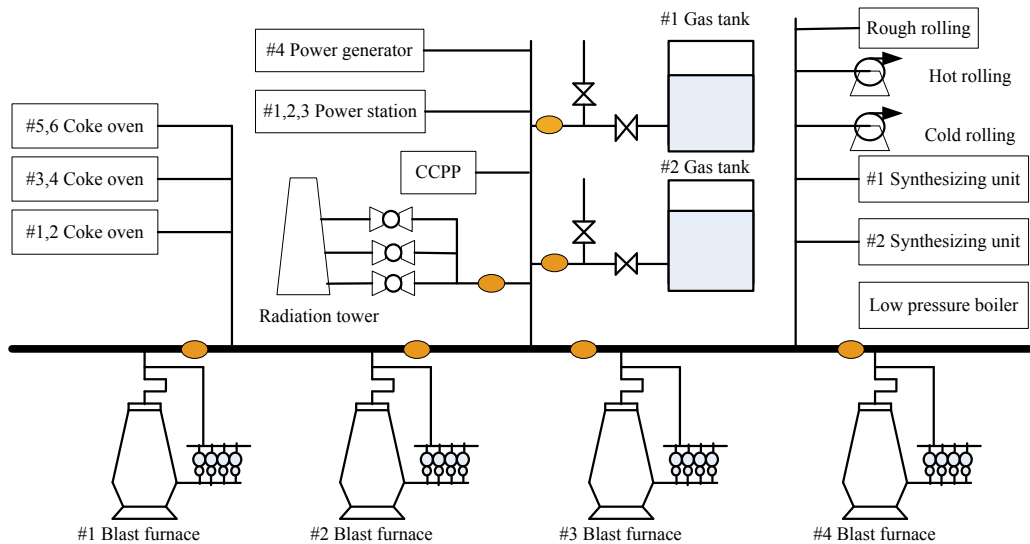 #1 Gas tank
Rough rolling
#4 Power generator
Hot rolling
#1,2,3 Power station
#5,6 Coke oven
Cold rolling
CCPP
#2 Gas tank
#3,4 Coke oven
#1 Synthesizing unit
#1,2 Coke oven
#2 Synthesizing unit
Radiation tower
Low pressure boiler
#1 Blast furnace
#2 Blast furnace
#3 Blast furnace
#4 Blast furnace